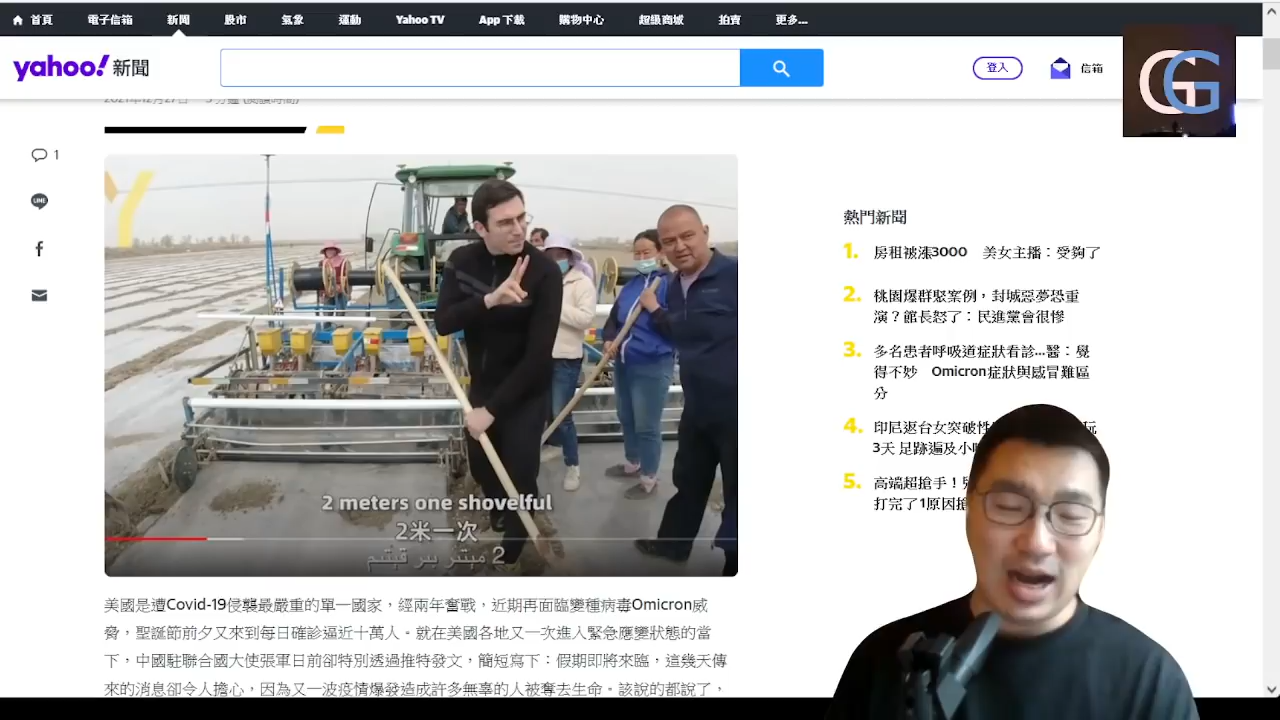 首頁 電子信箱 新聞 股市 氣象 運動 Yahoo TV App 下載 購物中心 超級商城 拍賣 更多...
yahoo! 新聞
登入
信箱
GG
1
LINE
2 meters one shovelful
2米一次
美國是遭Covid-19侵襲最嚴重的單一國家，經兩年奮戰，近期再面臨變種病毒Omicron威
脅，聖誕節前夕又來到每日確診逼近十萬人。就在美國各地又一次進入緊急應變狀態的當
下，中國駐聯合國大使張軍日前卻特別透過推特發文，簡短寫下：假期即將來臨，這幾天傳
來的消息卻令人擔心，因為又一波疫情爆發造成許多無辜的人被奪去生命。該說的都說了，
熱門新聞
1. 房租被漲3000 美女主播：受夠了
2. 桃園爆群聚案例，封城惡夢恐重
演？館長怒了：民進黨會很慘
3. 多名患者呼吸道症狀看診...醫：覺
得不妙 Omicron症狀與感冒難區
分
4. 印尼返台女突破性 玩
3天 足跡遍及小
5. 高端超搶手！
打完了1原因搶